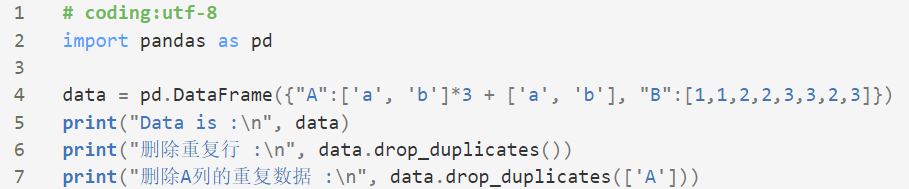 1 # coding:utf-8
2 import pandas as pd
3
4 data = pd.DataFrame({"A":['a', 'b']*3 + ['a', 'b'], "B":[1,1,2,2,3,3,2,3]})
5 print("Data is :\n", data)
6 print("删除重复行 :\n", data.drop_duplicates())
7 print("删除A列的重复数据 :\n", data.drop_duplicates(['A']))